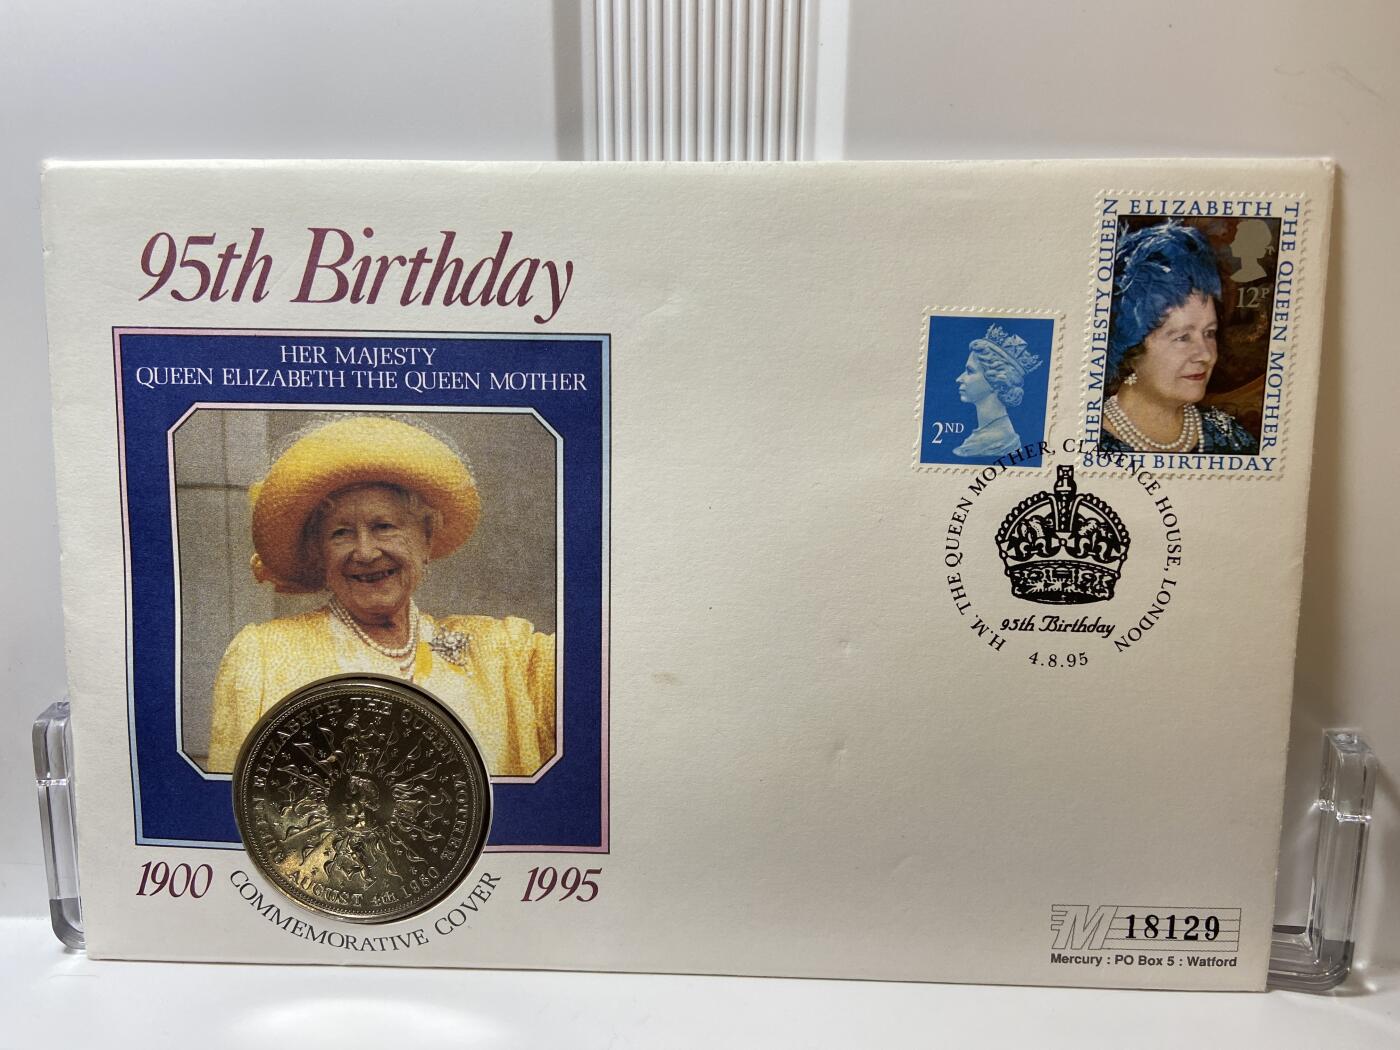 95th Birthday
HER MAJESTY
QUEEN ELIZABETH THE QUEEN MOTHER
QUEEN ELIZABETH THE QUEEN MOTHER
AUGUST 4th 1980
1900
COMMEMORATIVE COVER
1995
2ND
HER MAJESTY QUEEN ELIZABETH THE QUEEN MOTHER
12P
80TH BIRTHDAY
H.M. THE QUEEN MOTHER, CLARENCE HOUSE, LONDON
95th Birthday
4.8.95
M 18129
Mercury : PO Box 5 : Watford